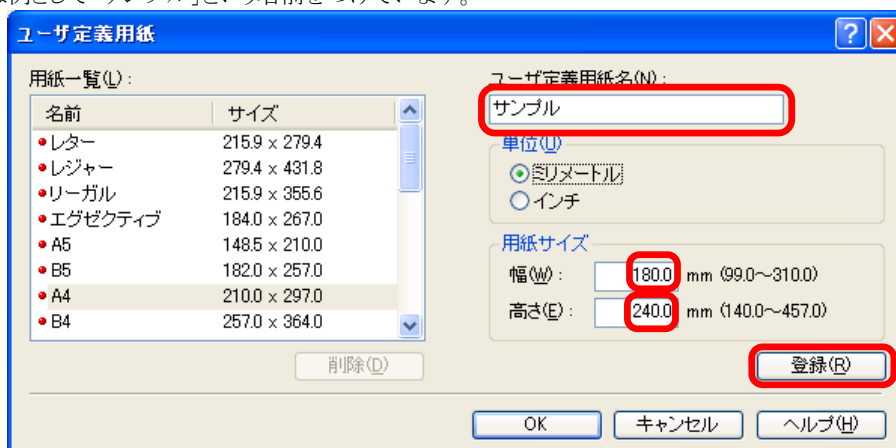 ユーザ定義用紙
用紙一覧(L):
名前 サイズ
レター 215.9 × 279.4
レジャー 279.4 × 431.8
リーガル 215.9 × 355.6
エグゼクティブ 184.0 × 267.0
A5 148.5 × 210.0
B5 182.0 × 257.0
A4 210.0 × 297.0
B4 257.0 × 364.0
削除(D)
ユーザ定義用紙名(N):
サンプル
単位(U)
ミリメートル
インチ
用紙サイズ
幅(W): 180.0 mm (99.0～310.0)
高さ(E): 240.0 mm (140.0～457.0)
登録(R)
OK キャンセル ヘルプ(H)